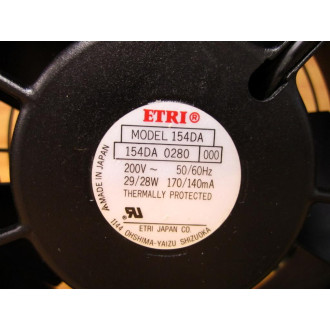 ETRI®
MODEL 154DA
154DA 0280 000
200V ~ 50/60Hz
29/28W 170/140mA
THERMALLY PROTECTED
MADE IN JAPAN
ETRI JAPAN CO.
1144 OHSHIMA-YAIZU SHIZUOKA